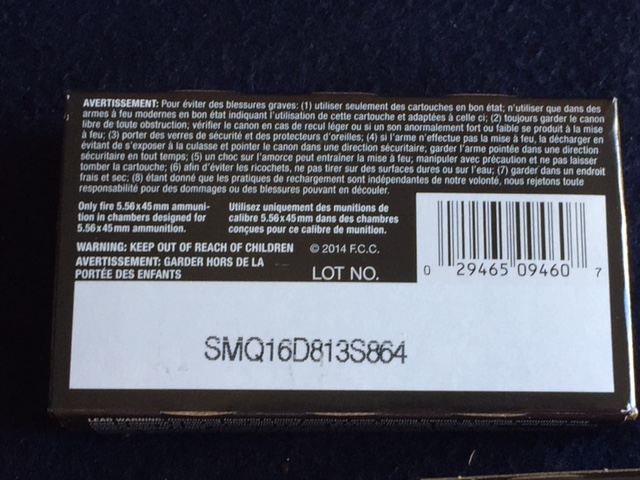 AVERTISSEMENT: Pour éviter des blessures graves: (1) utiliser seulement des cartouches en bon état; n'utiliser que dans des
armes à feu modernes en bon état indiquant l'utilisation de cette cartouche et adaptées à celle ci; (2) toujours garder le canon
libre de toute obstruction; vérifier le canon en cas de recul léger ou si un son anormalement fort ou faible se produit à la mise
à feu; (3) porter des verres de sécurité et des protecteurs d'oreilles; (4) si l'arme n'effectue pas la mise à feu, la décharger en
évitant de s'exposer à la culasse et pointer le canon dans une direction sécuritaire; garder l'arme pointée dans une direction
sécuritaire en tout temps; (5) un choc sur l'amorce peut entraîner la mise à feu; manipuler avec précaution et ne pas laisser
tomber la cartouche; (6) afin d'éviter les ricochets, ne pas tirer sur des surfaces dures ou sur l'eau; (7) garder dans un endroit
frais et sec; (8) étant donné que les pratiques de rechargement sont indépendantes de notre volonté, nous rejetons toute
responsabilité pour des dommages ou des blessures pouvant en découler.
Only fire 5.56x45mm ammuni-
tion in chambers designed for
5.56x45mm ammunition.
Utilisez uniquement des munitions de
calibre 5.56x45mm dans des chambres
conçues pour ce calibre de munition.
WARNING: KEEP OUT OF REACH OF CHILDREN © 2014 F.C.C.
AVERTISSEMENT: GARDER HORS DE LA
PORTÉE DES ENFANTS
LOT NO.
0 29465 09460 7
SMQ16D813S864
LEAD WARNING: